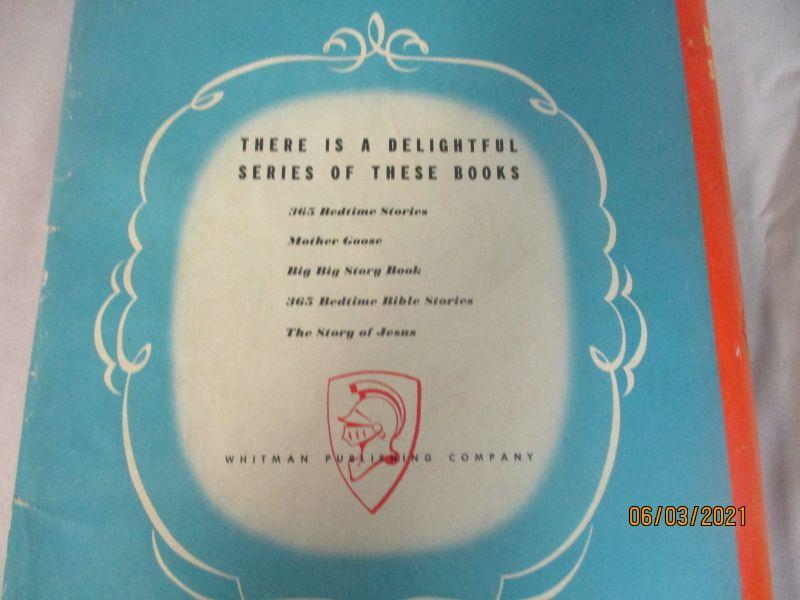 THERE IS A DELIGHTFUL
SERIES OF THESE BOOKS
365 Bedtime Stories
Mother Goose
Big Big Story Book
365 Bedtime Bible Stories
The Story of Jesus
WHITMAN PUBLISHING COMPANY
06/03/2021